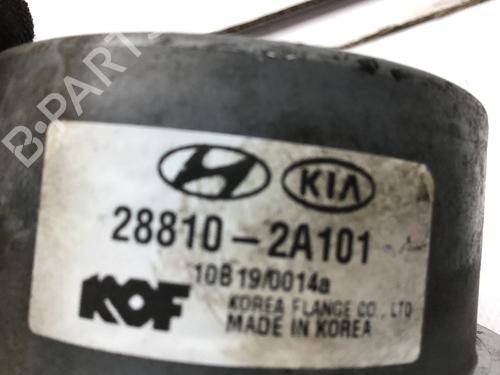 B-PARTS
KIA
28810-2A101
10B19/0014a
KOF
KOREA FLANGE CO., LTD
MADE IN KOREA